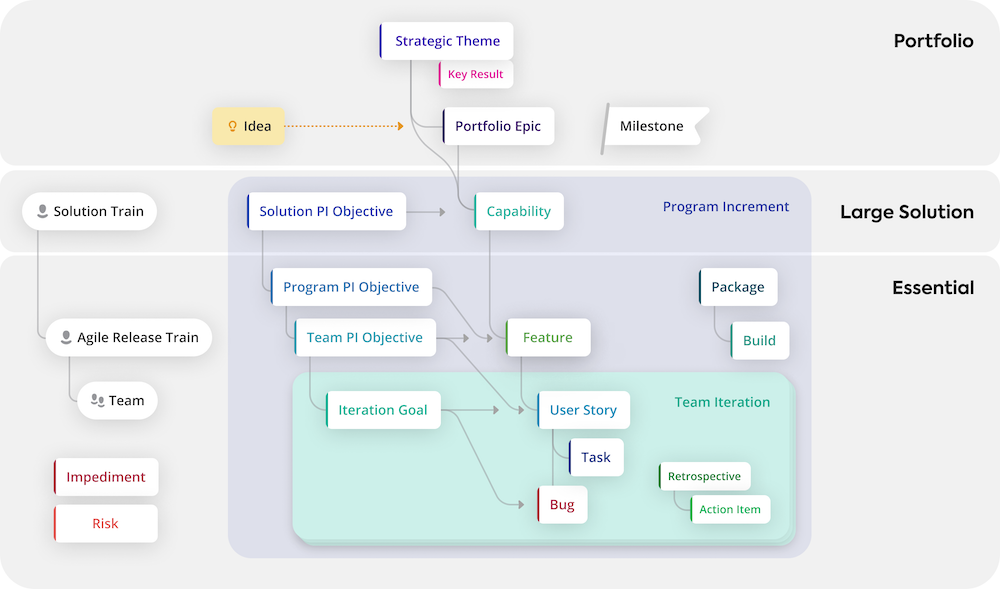 Portfolio
Strategic Theme
Key Result
Idea
Portfolio Epic
Milestone
Large Solution
Solution Train
Solution PI Objective
Capability
Program Increment
Essential
Program PI Objective
Package
Agile Release Train
Team PI Objective
Feature
Build
Team
Iteration Goal
User Story
Team Iteration
Task
Impediment
Retrospective
Bug
Action Item
Risk